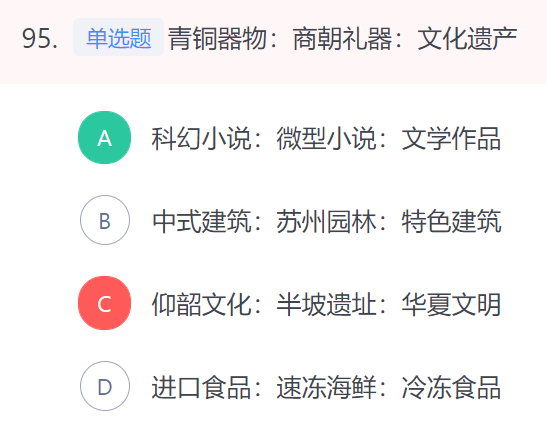 95. 单选题 青铜器物：商朝礼器：文化遗产
A 科幻小说：微型小说：文学作品
B 中式建筑：苏州园林：特色建筑
C 仰韶文化：半坡遗址：华夏文明
D 进口食品：速冻海鲜：冷冻食品